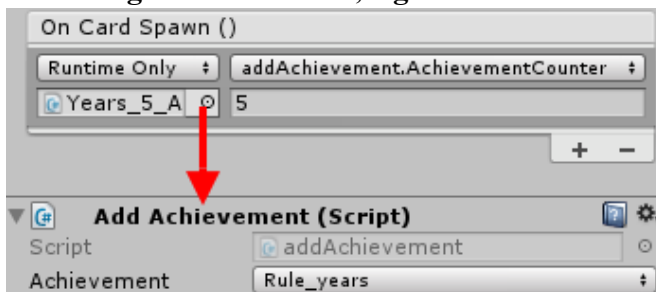 On Card Spawn ()
Runtime Only addAchievement.AchievementCounter
Years_5_A 5
+ −
Add Achievement (Script)
Script addAchievement
Achievement Rule_years